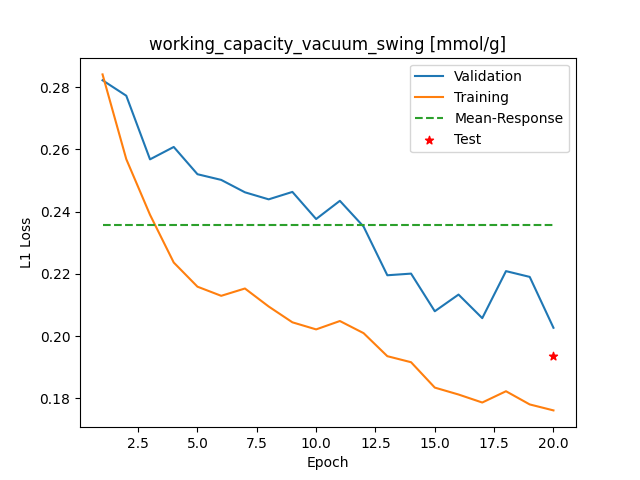 working_capacity_vacuum_swing [mmol/g]
Validation
Training
Mean-Response
Test
L1 Loss
0.28
0.26
0.24
0.22
0.20
0.18
2.5 5.0 7.5 10.0 12.5 15.0 17.5 20.0
Epoch